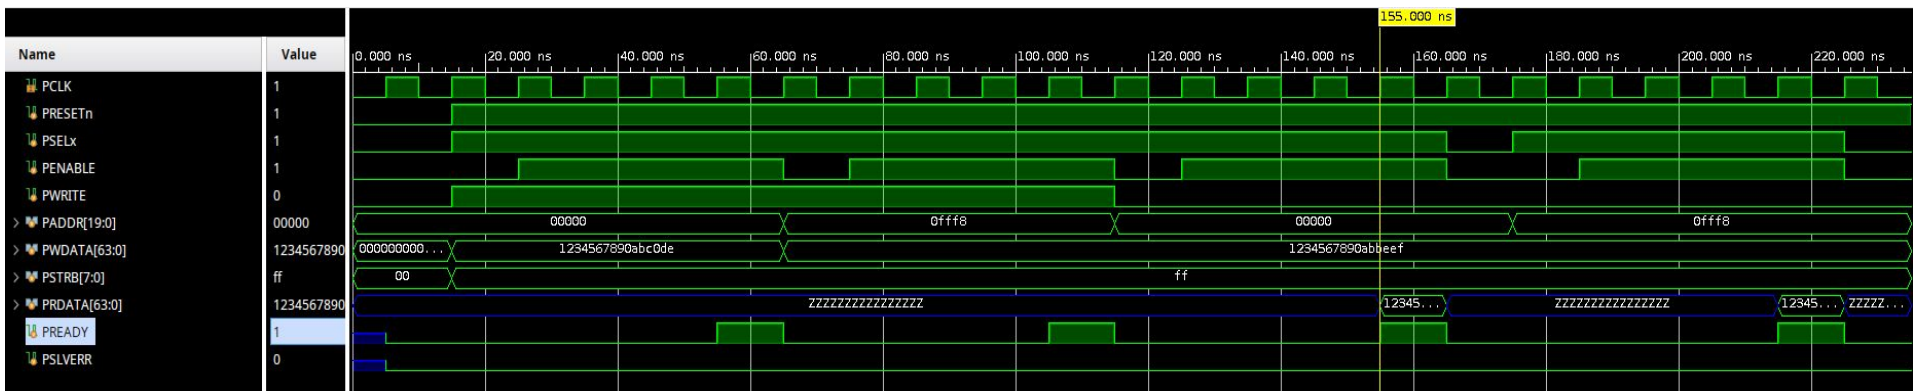 155.000 ns
Name Value
0.000 ns 20.000 ns 40.000 ns 60.000 ns 80.000 ns 100.000 ns 120.000 ns 140.000 ns 160.000 ns 180.000 ns 200.000 ns 220.000 ns
PCLK 1
PRESETn 1
PSELx 1
PENABLE 1
PWRITE 0
> PADDR[19:0] 00000 00000 0fff8 00000 0fff8
> PWDATA[63:0] 1234567890 000000000... 1234567890abc0de 1234567890abbeef
> PSTRB[7:0] ff 00 ff
> PRDATA[63:0] 1234567890 ZZZZZZZZZZZZZZZZ 12345... ZZZZZZZZZZZZZZZZ 12345... ZZZZZ...
PREADY 1
PSLVERR 0